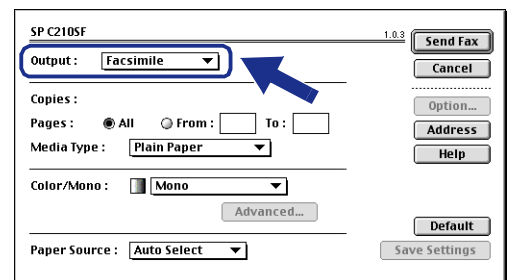 SP C210SF 1.0.3
Send Fax
Output : Facsimile
Cancel
Copies :
Option...
Pages : All From : To :
Address
Media Type : Plain Paper
Help
Color/Mono : Mono
Advanced...
Default
Paper Source : Auto Select
Save Settings